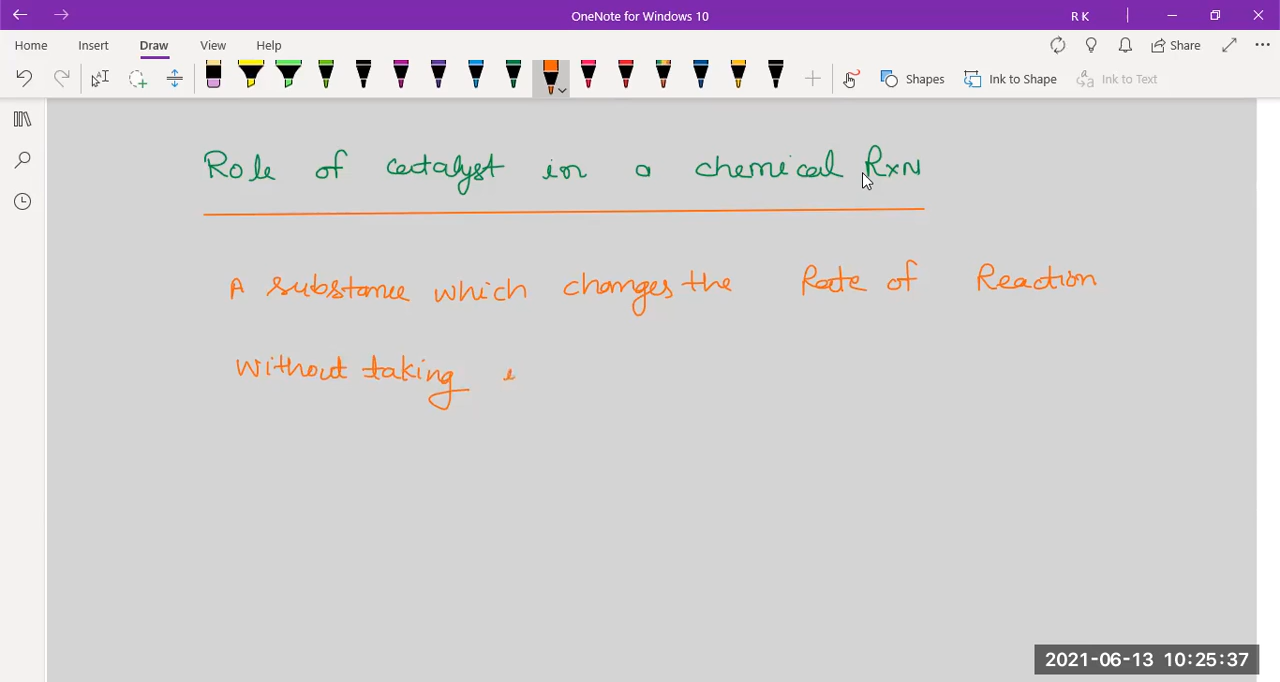 OneNote for Windows 10
R K
Home Insert Draw View Help
Share
Shapes Ink to Shape Ink to Text
Role of catalyst in a chemical RxN
A substance which changes the Rate of Reaction
Without taking
2021-06-13 10:25:37